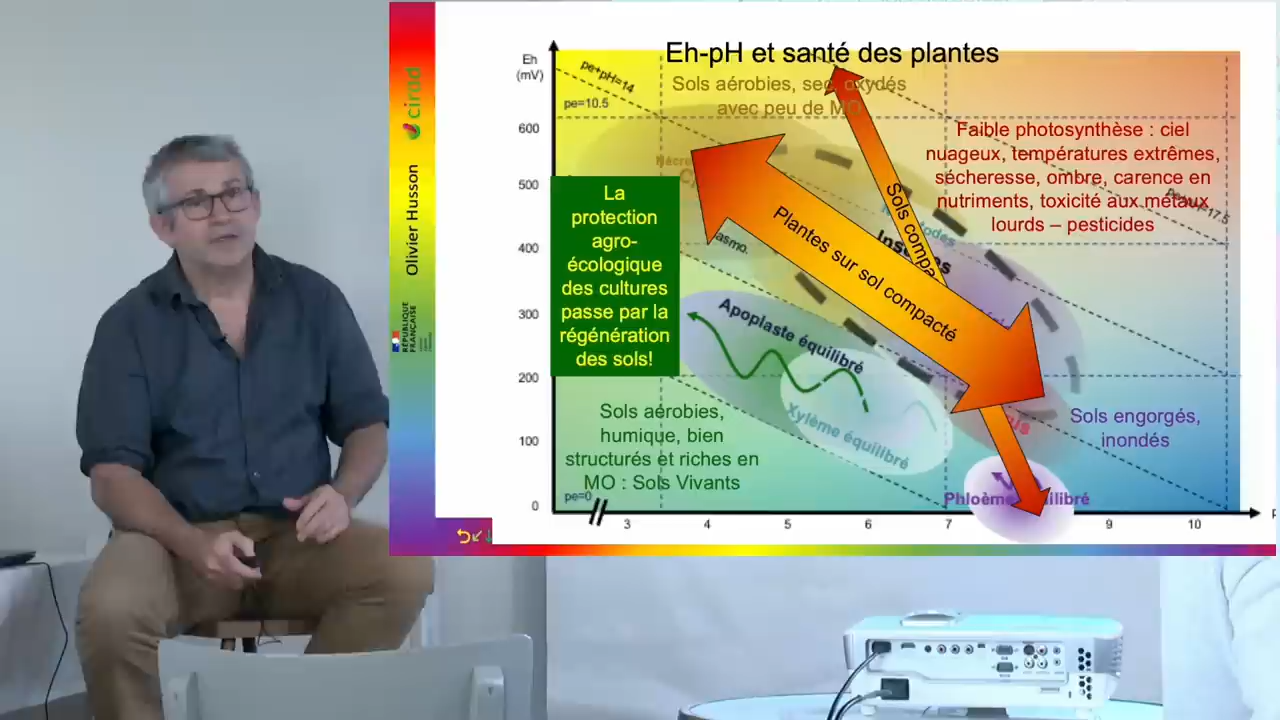 Eh-pH et santé des plantes
Eh
(mV)
pe+pH=14
pe=10.5
Sols aérobies, sec, oxydés
avec peu de MO
Faible photosynthèse : ciel
nuageux, températures extrêmes,
sécheresse, ombre, carence en
nutriments, toxicité aux métaux
lourds – pesticides
La
protection
agro-
écologique
des cultures
passe par la
régénération
des sols!
Plantes sur sol compacté
Sols compa
asmo.
Apoplaste équilibré
Xylème équilibré
Sols aérobies,
humique, bien
structurés et riches en
MO : Sols Vivants
pe=0
Sols engorgés,
inondés
600
500
400
300
200
100
0
3
4
5
6
7
9
10
Olivier Husson
cirad
RÉPUBLIQUE
FRANÇAISE